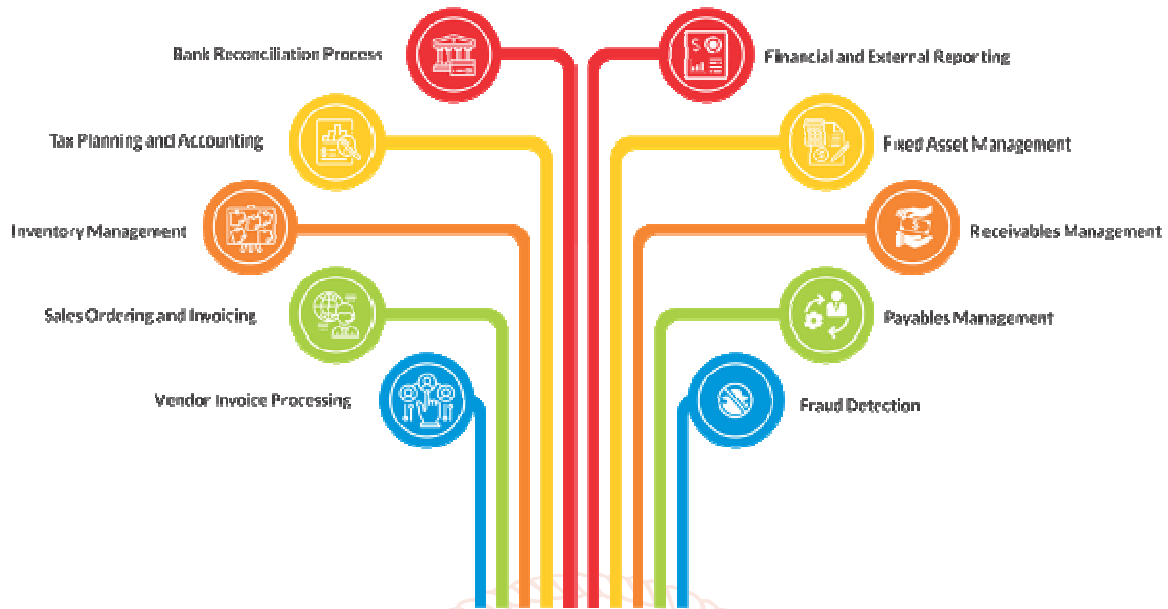 Bank Reconciliation Process
Financial and External Reporting
Tax Planning and Accounting
Fixed Asset Management
Inventory Management
Receivables Management
Sales Ordering and Invoicing
Payables Management
Vendor Invoice Processing
Fraud Detection